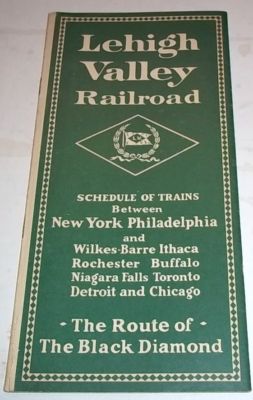 Lehigh
Valley
Railroad
SCHEDULE OF TRAINS
Between
New York Philadelphia
and
Wilkes-Barre Ithaca
Rochester Buffalo
Niagara Falls Toronto
Detroit and Chicago
- The Route of -
The Black Diamond